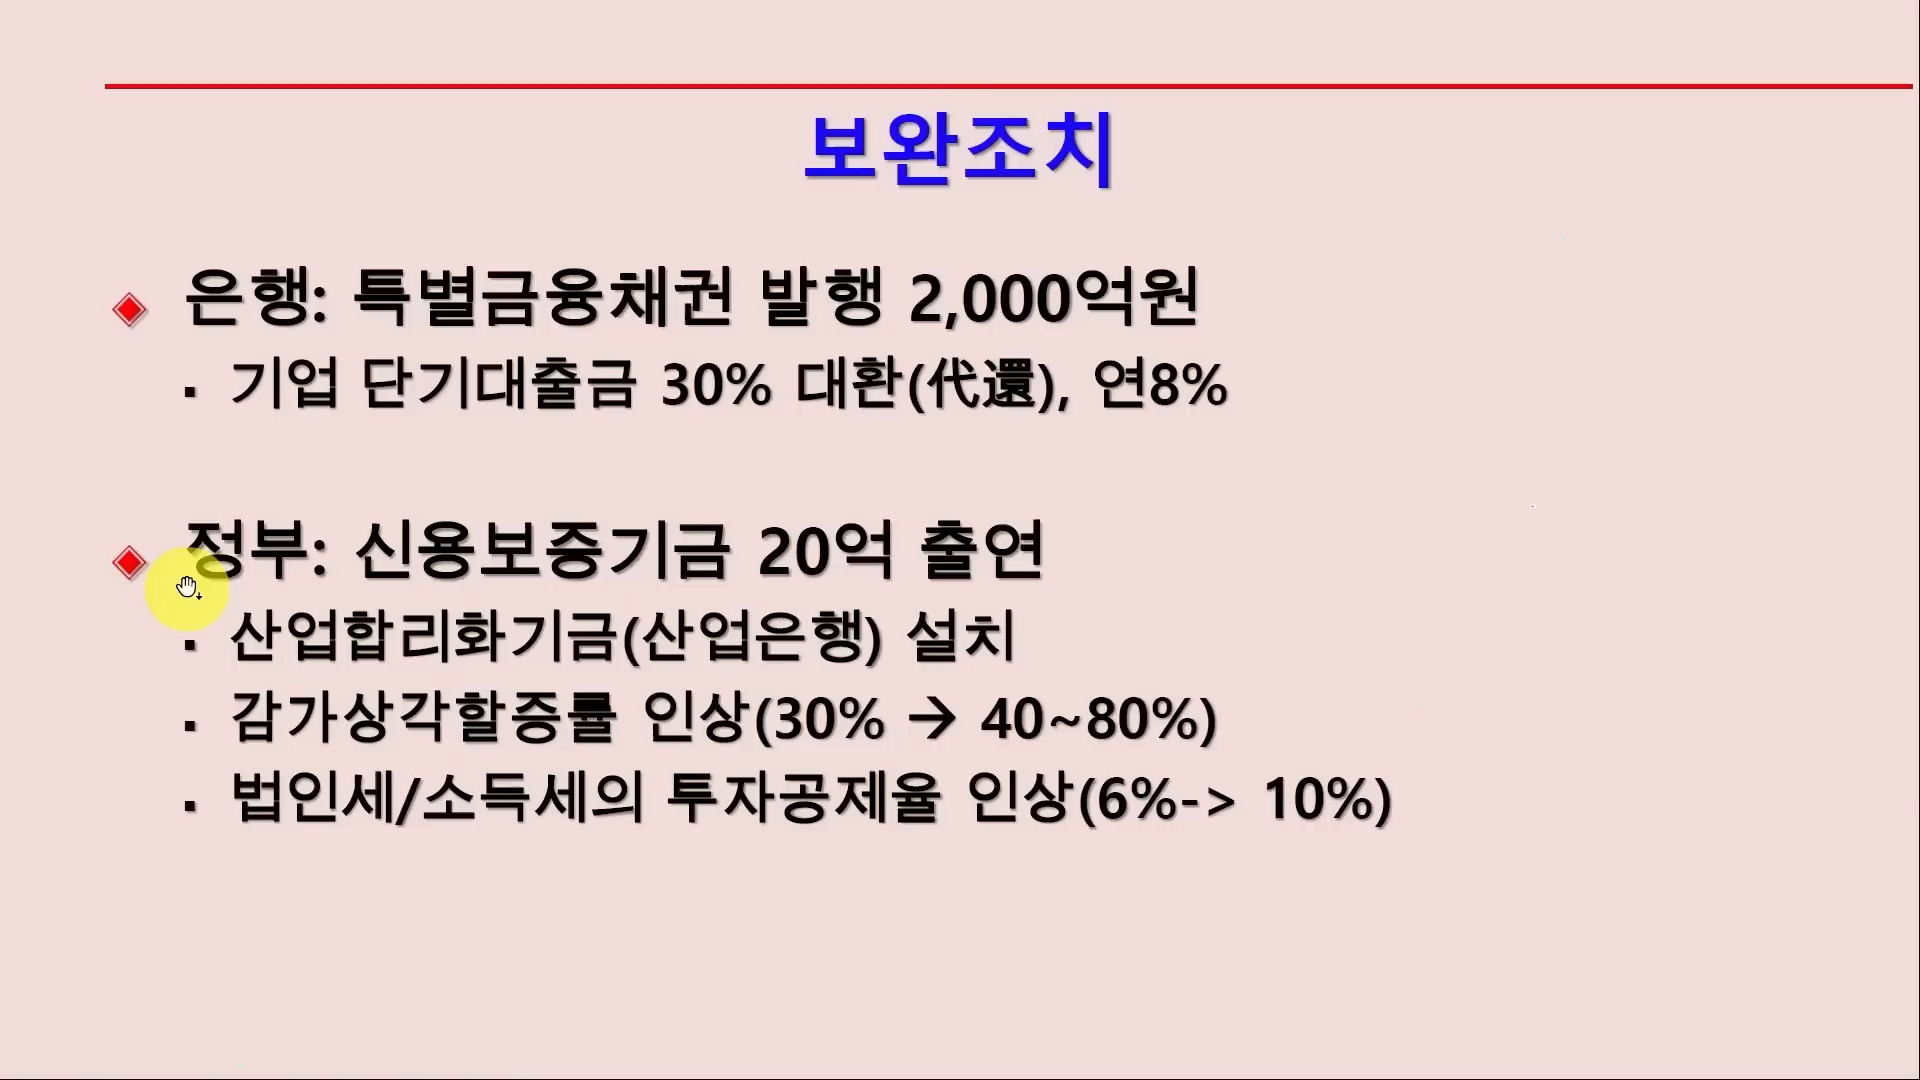 보완조치
은행: 특별금융채권 발행 2,000억원
기업 단기대출금 30% 대환(代還), 연8%
정부: 신용보증기금 20억 출연
산업합리화기금(산업은행) 설치
감가상각할증률 인상(30% → 40~80%)
법인세/소득세의 투자공제율 인상(6%-> 10%)